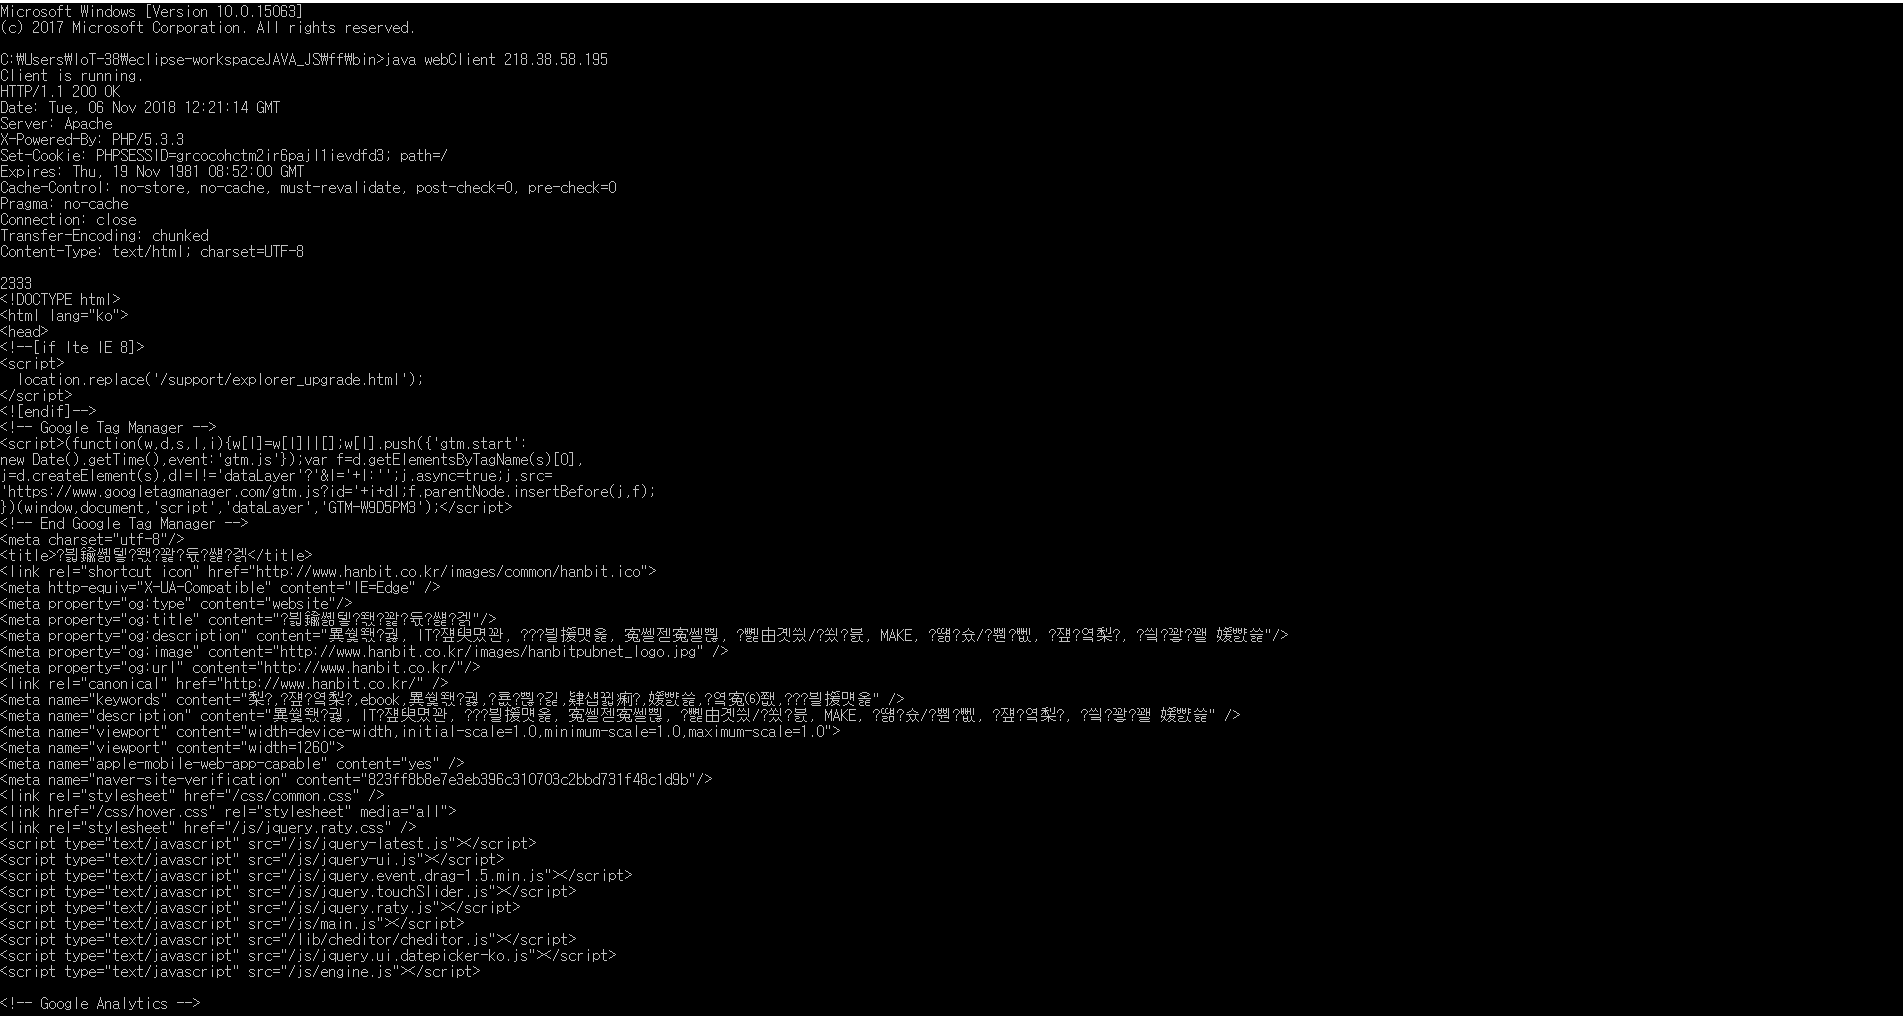 Microsoft Windows [Version 10.0.15063]
(c) 2017 Microsoft Corporation. All rights reserved.
C:\Users\IoT-38\eclipse-workspaceJAVA_JS\ff\bin>java webClient 218.38.58.195
Client is running.
HTTP/1.1 200 OK
Date: Tue, 06 Nov 2018 12:21:14 GMT
Server: Apache
X-Powered-By: PHP/5.3.3
Set-Cookie: PHPSESSID=grcocohctm2ir6pajl1ievdfd3; path=/
Expires: Thu, 19 Nov 1981 08:52:00 GMT
Cache-Control: no-store, no-cache, must-revalidate, post-check=0, pre-check=0
Pragma: no-cache
Connection: close
Transfer-Encoding: chunked
Content-Type: text/html; charset=UTF-8
2333
<!DOCTYPE html>
<html lang="ko">
<head>
<!--[if lte IE 8]>
<script>
  location.replace('/support/explorer_upgrade.html');
</script>
<![endif]-->
<!-- Google Tag Manager -->
<script>(function(w,d,s,l,i){w[l]=w[l]||[];w[l].push({'gtm.start':
new Date().getTime(),event:'gtm.js'});var f=d.getElementsByTagName(s)[0],
j=d.createElement(s),dl=l!='dataLayer'?'&l='+l:'';j.async=true;j.src=
'https://www.googletagmanager.com/gtm.js?id='+i+dl;f.parentNode.insertBefore(j,f);
})(window,document,'script','dataLayer','GTM-W9D5PM3');</script>
<!-- End Google Tag Manager -->
<meta charset="utf-8"/>
<title></title>
<link rel="shortcut icon" href="http://www.hanbit.co.kr/images/common/hanbit.ico">
<meta http-equiv="X-UA-Compatible" content="IE=Edge" />
<meta property="og:type" content="website"/>
<meta property="og:title" content=""/>
<meta property="og:description" content=" IT MAKE, "/>
<meta property="og:image" content="http://www.hanbit.co.kr/images/hanbitpubnet_logo.jpg" />
<meta property="og:url" content="http://www.hanbit.co.kr/"/>
<link rel="canonical" href="http://www.hanbit.co.kr/" />
<meta name="keywords" content=" ,ebook, " />
<meta name="description" content=" IT MAKE, " />
<meta name="viewport" content="width=device-width,initial-scale=1.0,minimum-scale=1.0,maximum-scale=1.0">
<meta name="viewport" content="width=1260">
<meta name="apple-mobile-web-app-capable" content="yes" />
<meta name="naver-site-verification" content="823ff8b8e7e3eb396c310703c2bbd731f48c1d9b"/>
<link rel="stylesheet" href="/css/common.css" />
<link href="/css/hover.css" rel="stylesheet" media="all">
<link rel="stylesheet" href="/js/jquery.raty.css" />
<script type="text/javascript" src="/js/jquery-latest.js"></script>
<script type="text/javascript" src="/js/jquery-ui.js"></script>
<script type="text/javascript" src="/js/jquery.event.drag-1.5.min.js"></script>
<script type="text/javascript" src="/js/jquery.touchSlider.js"></script>
<script type="text/javascript" src="/js/jquery.raty.js"></script>
<script type="text/javascript" src="/js/main.js"></script>
<script type="text/javascript" src="/lib/cheditor/cheditor.js"></script>
<script type="text/javascript" src="/js/jquery.ui.datepicker-ko.js"></script>
<script type="text/javascript" src="/js/engine.js"></script>
<!-- Google Analytics -->